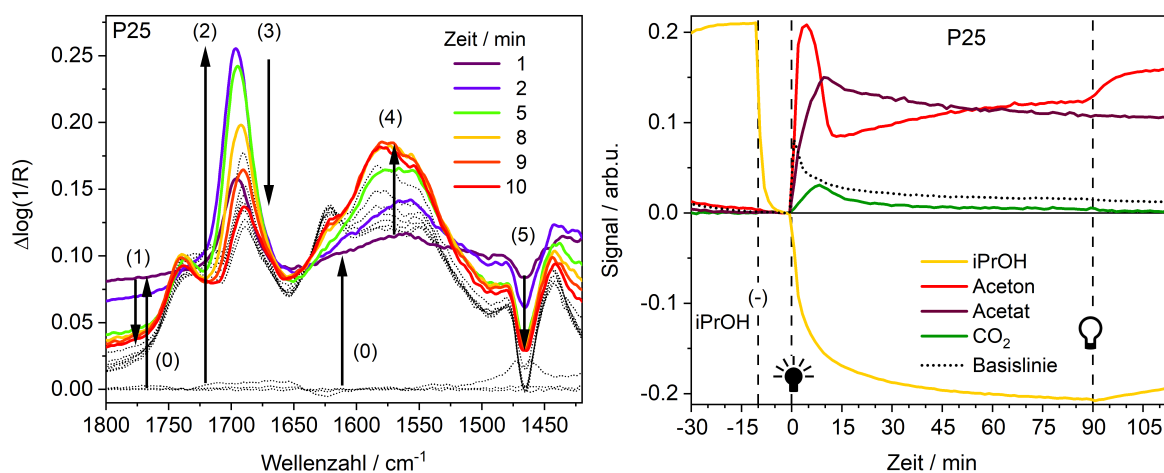 P25
(2)
(3)
Zeit / min
1
2
5
8
9
10
(4)
(1)
(5)
(0)
(0)
0.25
0.20
0.15
0.10
0.05
0.00
Δlog(1/R)
1800 1750 1700 1650 1600 1550 1500 1450
Wellenzahl / cm⁻¹
P25
0.2
0.1
0.0
-0.1
-0.2
Signal / arb.u.
iPrOH
Aceton
Acetat
CO₂
Basislinie
(-)
iPrOH
-30 -15 0 15 30 45 60 75 90 105
Zeit / min